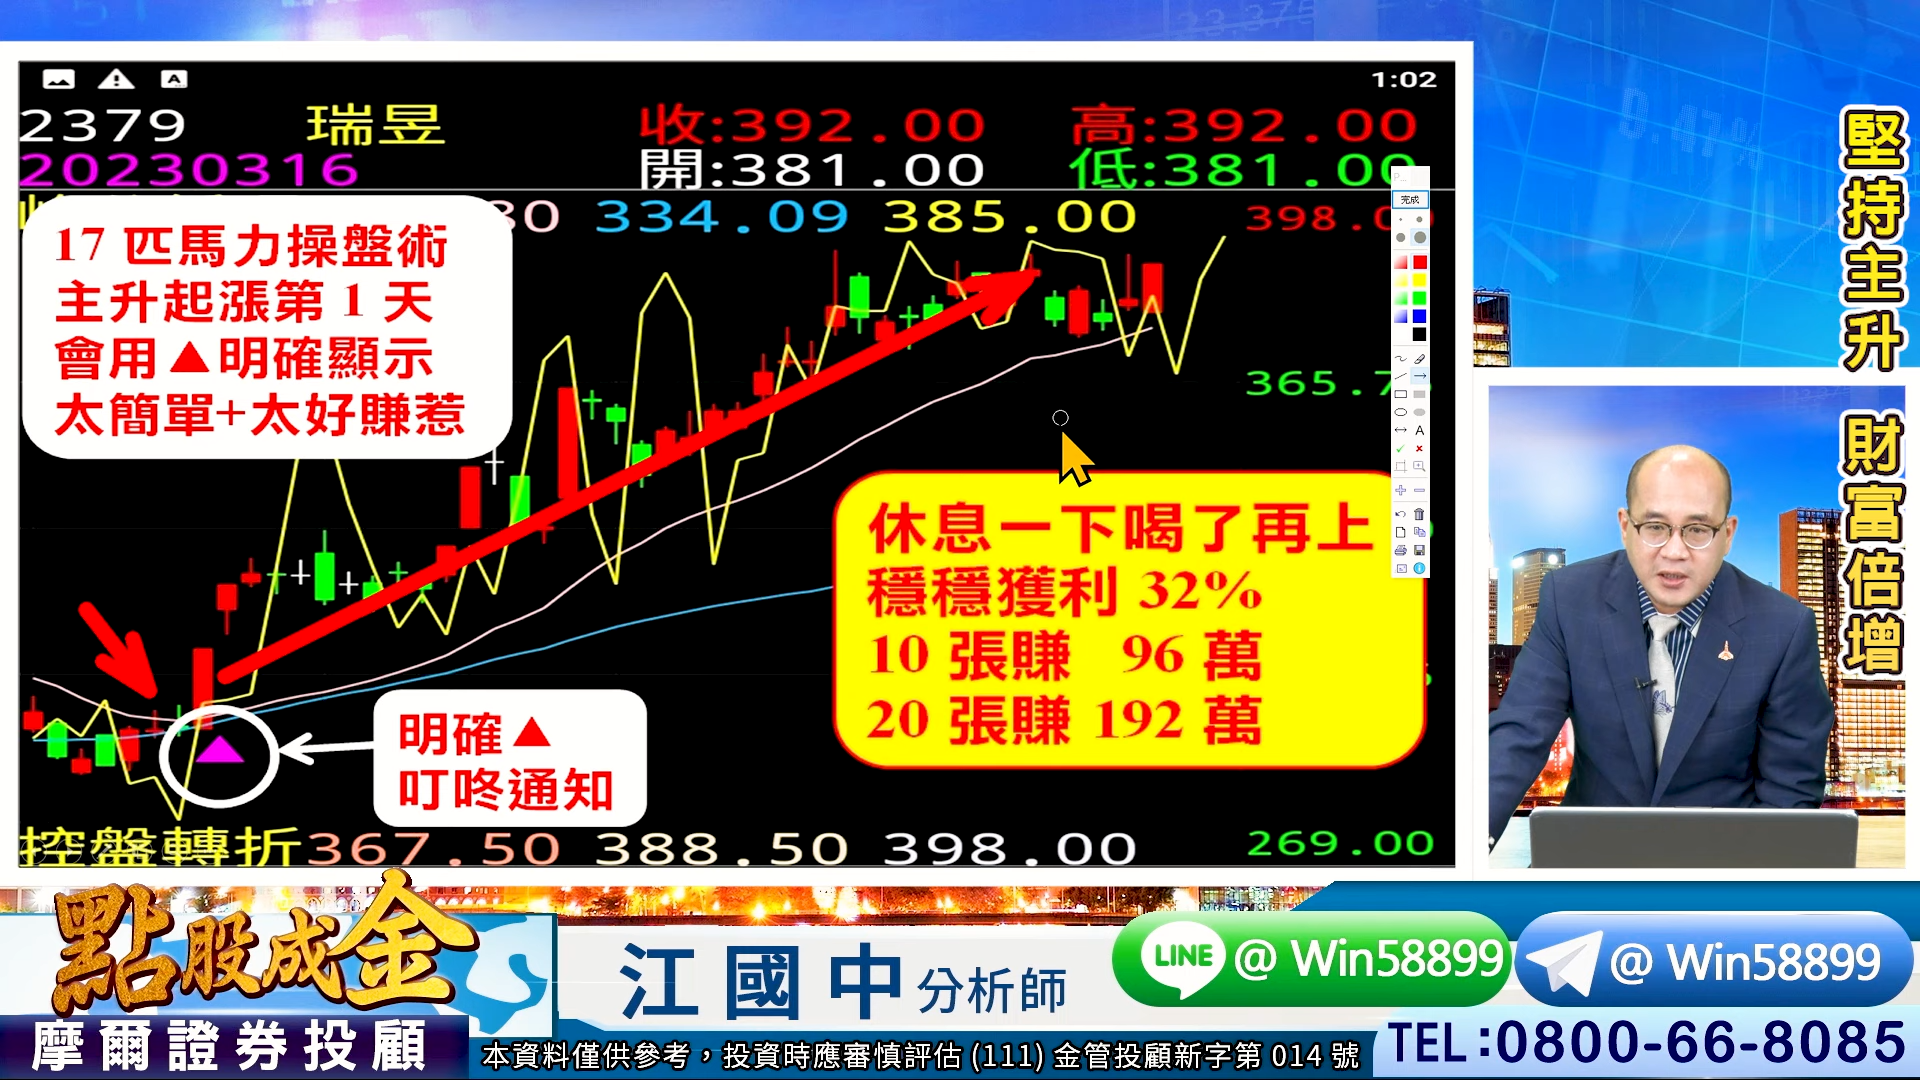 1:02
2379 瑞昱 收:392.00 高:392.00
20230316 開:381.00 低:381.00
80 334.09 385.00 398.0
17 匹馬力操盤術
主升起漲第 1 天
會用▲明確顯示
太簡單+太好賺惹
完成
365.7
休息一下喝了再上
穩穩獲利 32%
10 張賺 96 萬
20 張賺 192 萬
明確▲
叮咚通知
控盤轉折 367.50 388.50 398.00 269.00
堅持主升 財富倍增
點股成金
摩爾證券投顧
江國中 分析師
LINE @ Win58899
@ Win58899
TEL:0800-66-8085
本資料僅供參考，投資時應審慎評估 (111) 金管投顧新字第 014 號